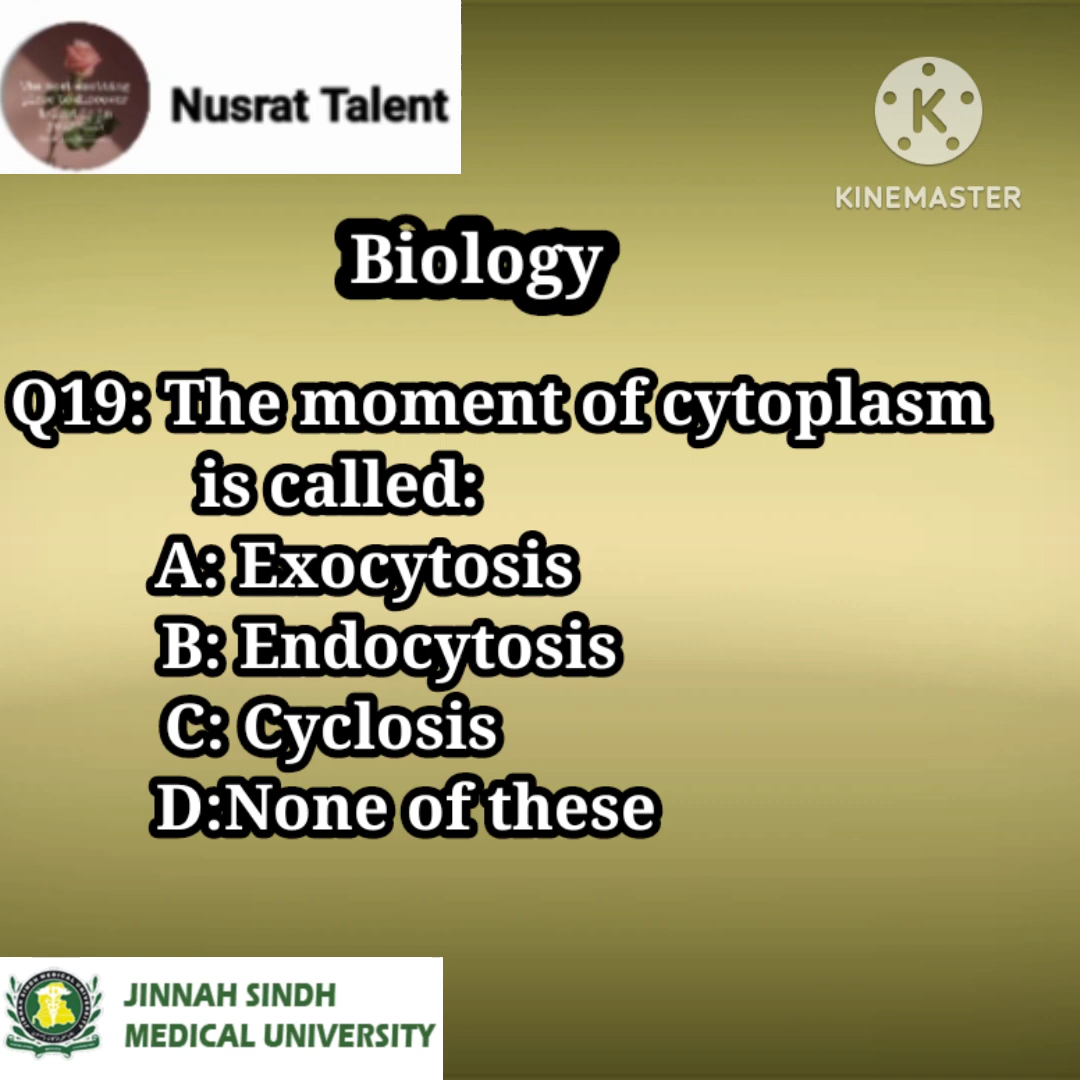 Nusrat Talent
KINEMASTER
Biology
Q19: The moment of cytoplasm
is called:
A: Exocytosis
B: Endocytosis
C: Cyclosis
D:None of these
JINNAH SINDH
MEDICAL UNIVERSITY